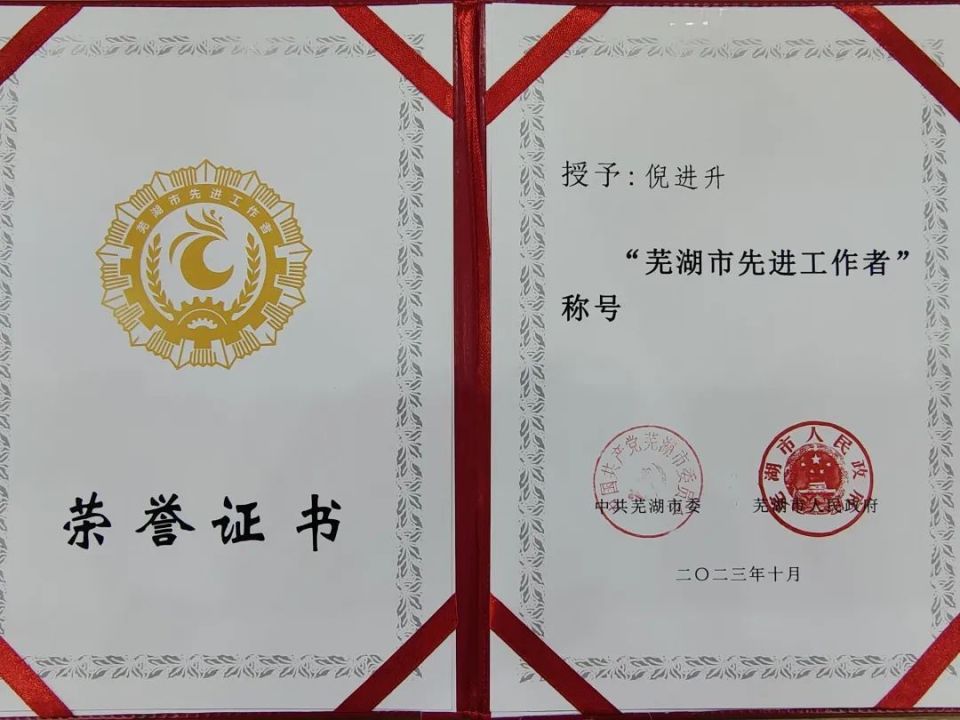 芜湖市先进工作者
荣誉证书
授予：倪进升
“芜湖市先进工作者”
称号
中国共产党芜湖市委员会
芜湖市人民政府
中共芜湖市委 芜湖市人民政府
二〇二三年十月